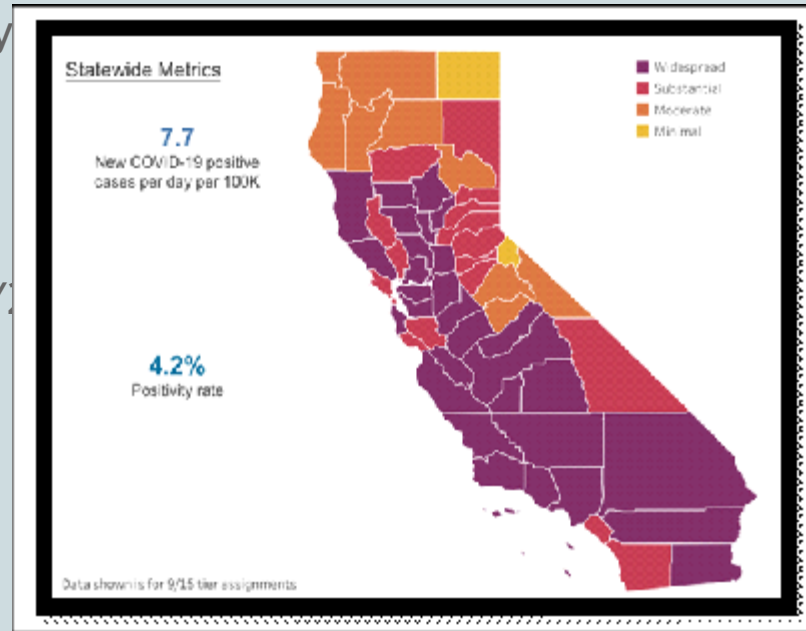 y
Statewide Metrics
7.7
New COVID-19 positive
cases per day per 100K
4.2%
Positivity rate
Widespread
Substantial
Moderate
Minimal
Data shown is for 9/15 tier assignments